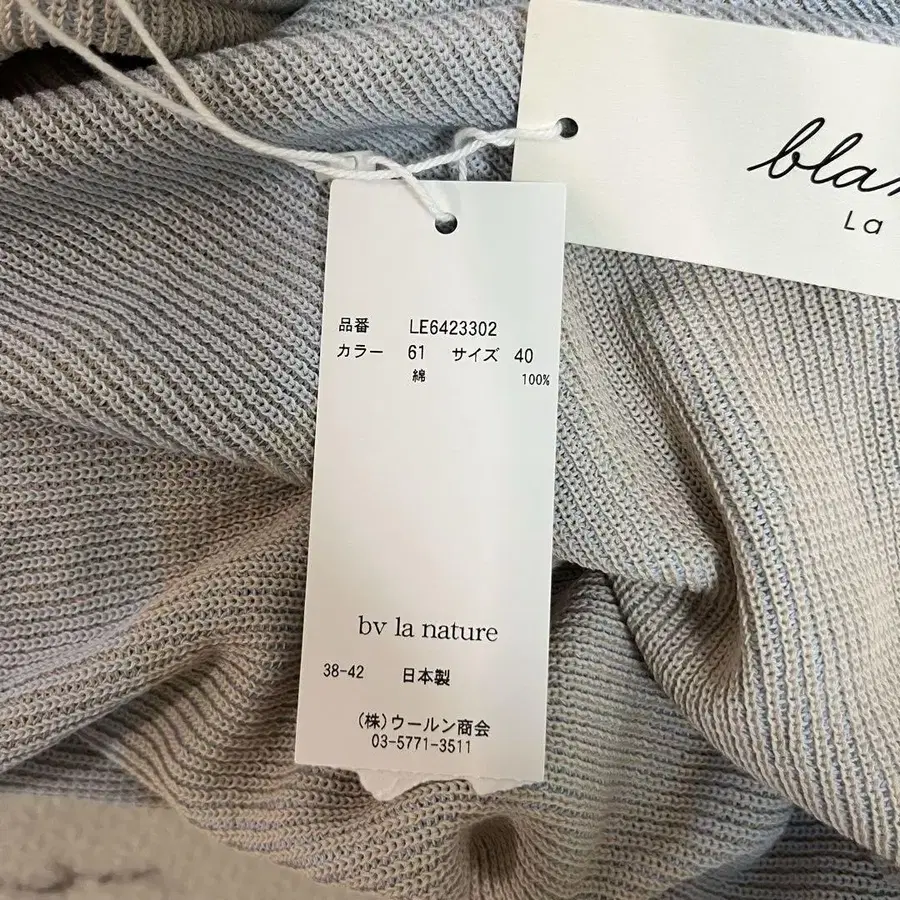 La
品番 LE6423302
カラー 61 サイズ 40
綿 100%
bv la nature
38-42 日本製
(株)ウールン商会
03-5771-3511